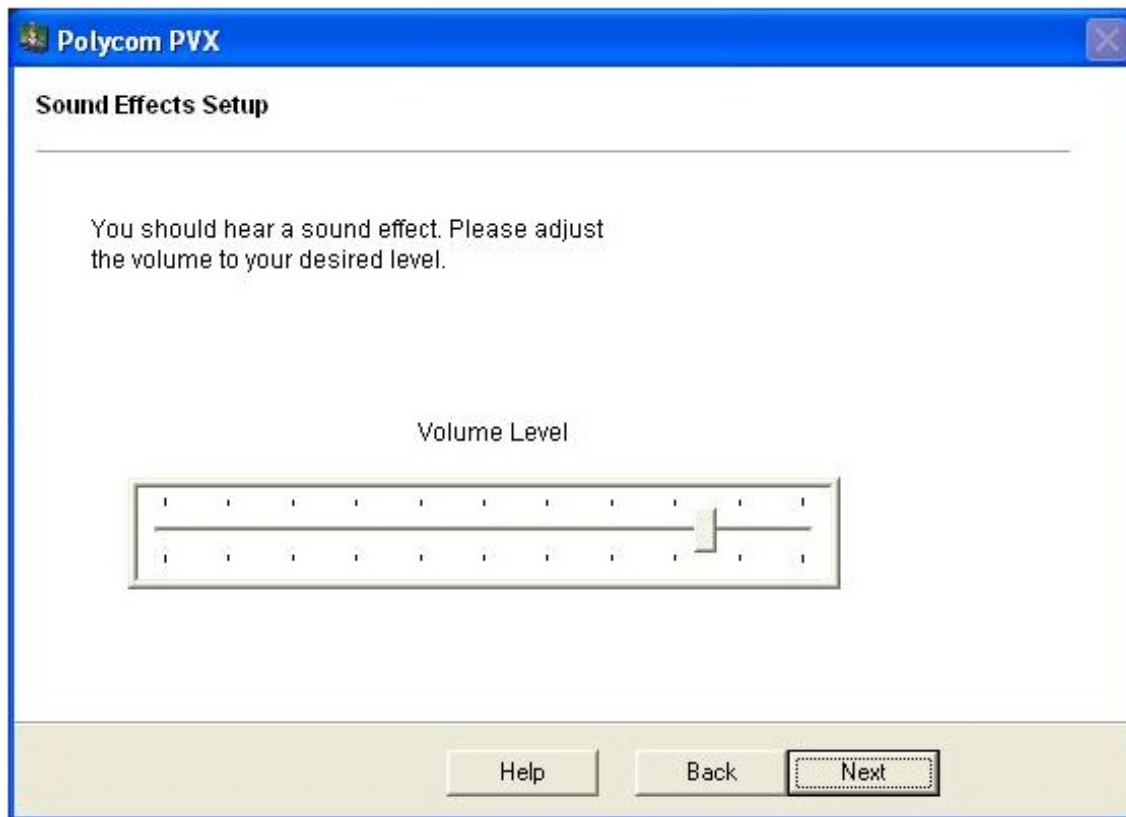 Polycom PVX
Sound Effects Setup
You should hear a sound effect. Please adjust
the volume to your desired level.
Volume Level
Help
Back
Next